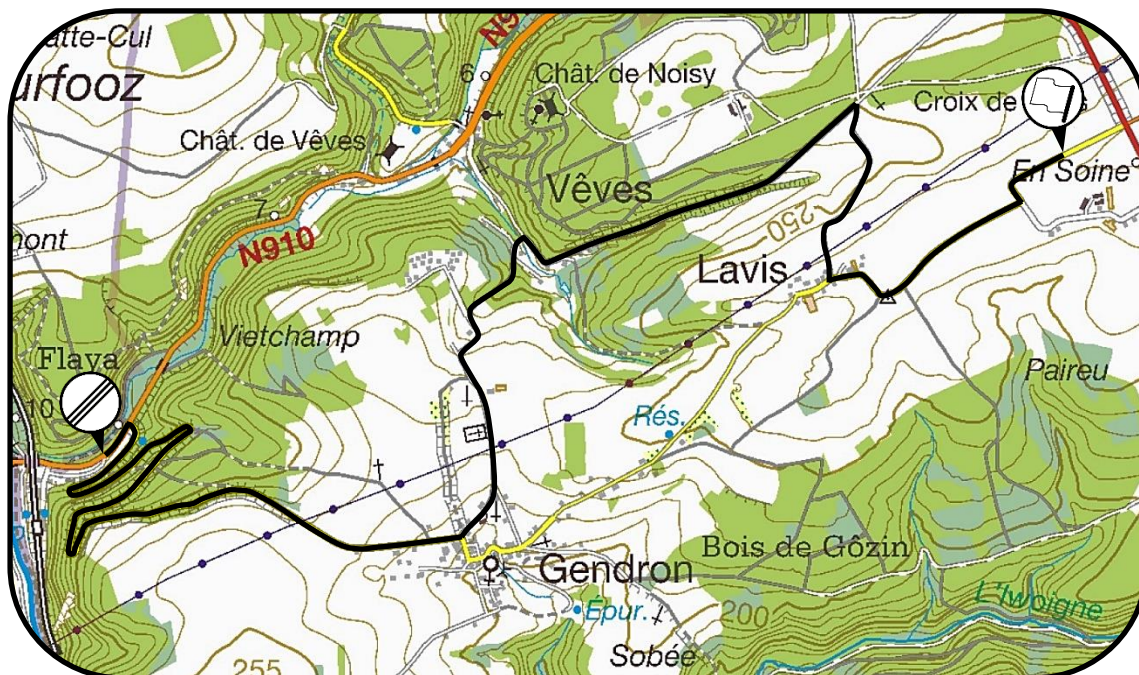 atte-Cul
urfooz
N9
6
Chât. de Noisy
Croix de
Chât. de Vêves
Vêves
En Soine
7
mont
N910
250
Lavis
Vietchamp
Flava
Paireu
10
Rés.
Bois de Gôzin
Gendron
L'Iwoigne
200
Épur.
Sobée
255